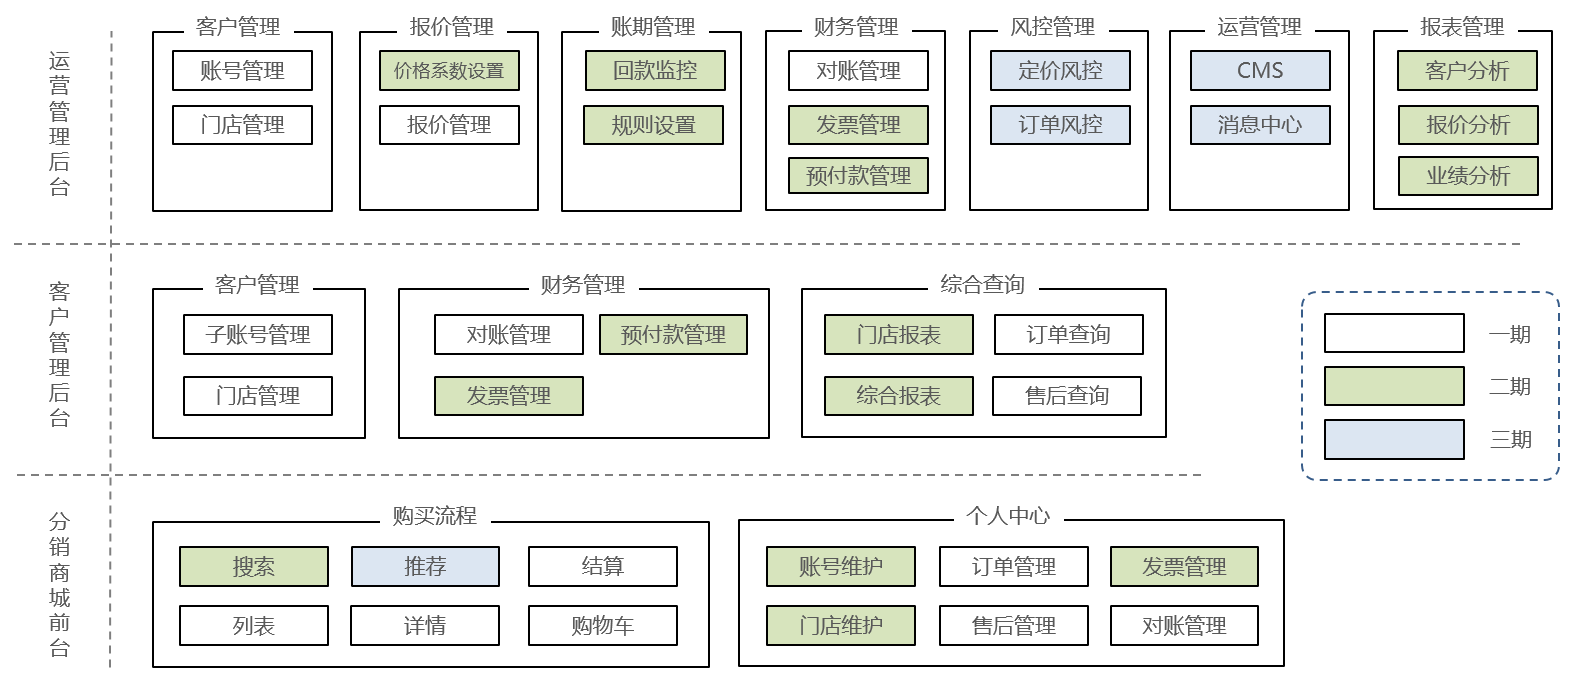 运营管理后台
客户管理
账号管理
门店管理
报价管理
价格系数设置
报价管理
账期管理
回款监控
规则设置
财务管理
对账管理
发票管理
预付款管理
风控管理
定价风控
订单风控
运营管理
CMS
消息中心
报表管理
客户分析
报价分析
业绩分析
客户管理后台
客户管理
子账号管理
门店管理
财务管理
对账管理
预付款管理
发票管理
综合查询
门店报表
订单查询
综合报表
售后查询
一期
二期
三期
分销商城前台
购买流程
搜索
推荐
结算
列表
详情
购物车
个人中心
账号维护
订单管理
发票管理
门店维护
售后管理
对账管理